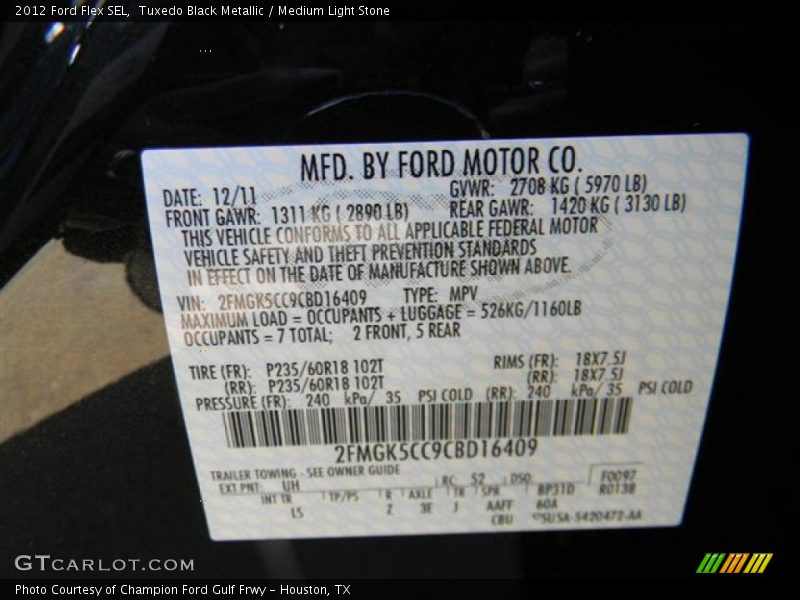 2012 Ford Flex SEL,  Tuxedo Black Metallic / Medium Light Stone
MFD. BY FORD MOTOR CO.
DATE: 12/11 GVWR: 2708 KG ( 5970 LB)
FRONT GAWR: 1311 KG ( 2890 LB) REAR GAWR: 1420 KG ( 3130 LB)
THIS VEHICLE CONFORMS TO ALL APPLICABLE FEDERAL MOTOR
VEHICLE SAFETY AND THEFT PREVENTION STANDARDS
IN EFFECT ON THE DATE OF MANUFACTURE SHOWN ABOVE.
VIN: 2FMGK5CC9CBD16409 TYPE: MPV
MAXIMUM LOAD = OCCUPANTS + LUGGAGE = 526KG/1160LB
OCCUPANTS = 7 TOTAL; 2 FRONT, 5 REAR
TIRE (FR): P235/60R18 102T RIMS (FR): 18X7.5J
(RR): P235/60R18 102T (RR): 18X7.5J
PRESSURE (FR): 240 kPa/ 35 PSI COLD (RR): 240 kPa/ 35 PSI COLD
2FMGK5CC9CBD16409
TRAILER TOWING - SEE OWNER GUIDE
EXT PNT: UH RC: 52 DSO: F0097
INT TR TP/PS R AXLE TR SPR BP31D R0138
LS 2 3E J AAFF 60A
CBU 5420472-AA
GTCARLOT.COM
Photo Courtesy of Champion Ford Gulf Frwy - Houston, TX